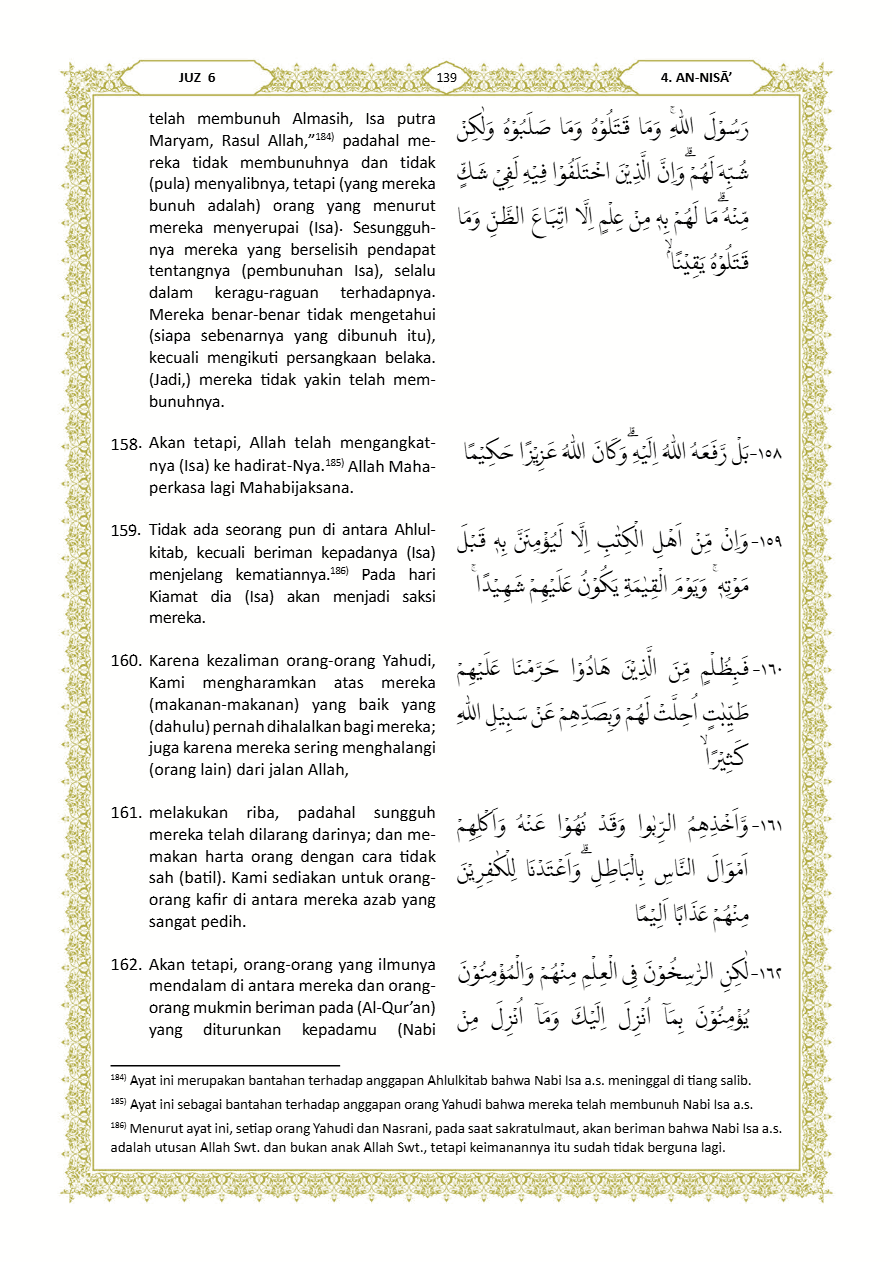 JUZ 6
139
4. AN-NISĀ’
telah membunuh Almasih, Isa putra
Maryam, Rasul Allah,”184) padahal me-
reka tidak membunuhnya dan tidak
(pula) menyalibnya, tetapi (yang mereka
bunuh adalah) orang yang menurut
mereka menyerupai (Isa). Sesungguh-
nya mereka yang berselisih pendapat
tentangnya (pembunuhan Isa), selalu
dalam keragu-raguan terhadapnya.
Mereka benar-benar tidak mengetahui
(siapa sebenarnya yang dibunuh itu),
kecuali mengikuti persangkaan belaka.
(Jadi,) mereka tidak yakin telah mem-
bunuhnya.
رَسُوْلَ اللّٰهِۚ وَمَا قَتَلُوْهُ وَمَا صَلَبُوْهُ وَلٰكِنْ
شُبِّهَ لَهُمْۗ وَاِنَّ الَّذِيْنَ اخْتَلَفُوْا فِيْهِ لَفِيْ شَكٍّ
مِّنْهُۗ مَا لَهُمْ بِهٖ مِنْ عِلْمٍ اِلَّا اتِّبَاعَ الظَّنِّ وَمَا
قَتَلُوْهُ يَقِيْنًاۙ
158. Akan tetapi, Allah telah mengangkat-
nya (Isa) ke hadirat-Nya.185) Allah Maha-
perkasa lagi Mahabijaksana.
١٥٨- بَلْ رَّفَعَهُ اللّٰهُ اِلَيْهِۗ وَكَانَ اللّٰهُ عَزِيْزًا حَكِيْمًا
159. Tidak ada seorang pun di antara Ahlul-
kitab, kecuali beriman kepadanya (Isa)
menjelang kematiannya.186) Pada hari
Kiamat dia (Isa) akan menjadi saksi
mereka.
١٥٩- وَاِنْ مِّنْ اَهْلِ الْكِتٰبِ اِلَّا لَيُؤْمِنَنَّ بِهٖ قَبْلَ
مَوْتِهٖۚ وَيَوْمَ الْقِيٰمَةِ يَكُوْنُ عَلَيْهِمْ شَهِيْدًاۚ
160. Karena kezaliman orang-orang Yahudi,
Kami mengharamkan atas mereka
(makanan-makanan) yang baik yang
(dahulu) pernah dihalalkan bagi mereka;
juga karena mereka sering menghalangi
(orang lain) dari jalan Allah,
١٦٠- فَبِظُلْمٍ مِّنَ الَّذِيْنَ هَادُوْا حَرَّمْنَا عَلَيْهِمْ
طَيِّبٰتٍ اُحِلَّتْ لَهُمْ وَبِصَدِّهِمْ عَنْ سَبِيْلِ اللّٰهِ
كَثِيْرًاۙ
161. melakukan riba, padahal sungguh
mereka telah dilarang darinya; dan me-
makan harta orang dengan cara tidak
sah (batil). Kami sediakan untuk orang-
orang kafir di antara mereka azab yang
sangat pedih.
١٦١- وَّاَخْذِهِمُ الرِّبٰوا وَقَدْ نُهُوْا عَنْهُ وَاَكْلِهِمْ
اَمْوَالَ النَّاسِ بِالْبَاطِلِۗ وَاَعْتَدْنَا لِلْكٰفِرِيْنَ
مِنْهُمْ عَذَابًا اَلِيْمًا
162. Akan tetapi, orang-orang yang ilmunya
mendalam di antara mereka dan orang-
orang mukmin beriman pada (Al-Qur’an)
yang diturunkan kepadamu (Nabi
١٦٢- لٰكِنِ الرّٰسِخُوْنَ فِى الْعِلْمِ مِنْهُمْ وَالْمُؤْمِنُوْنَ
يُؤْمِنُوْنَ بِمَآ اُنْزِلَ اِلَيْكَ وَمَآ اُنْزِلَ مِنْ
184) Ayat ini merupakan bantahan terhadap anggapan Ahlulkitab bahwa Nabi Isa a.s. meninggal di tiang salib.
185) Ayat ini sebagai bantahan terhadap anggapan orang Yahudi bahwa mereka telah membunuh Nabi Isa a.s.
186) Menurut ayat ini, setiap orang Yahudi dan Nasrani, pada saat sakratulmaut, akan beriman bahwa Nabi Isa a.s.
adalah utusan Allah Swt. dan bukan anak Allah Swt., tetapi keimanannya itu sudah tidak berguna lagi.